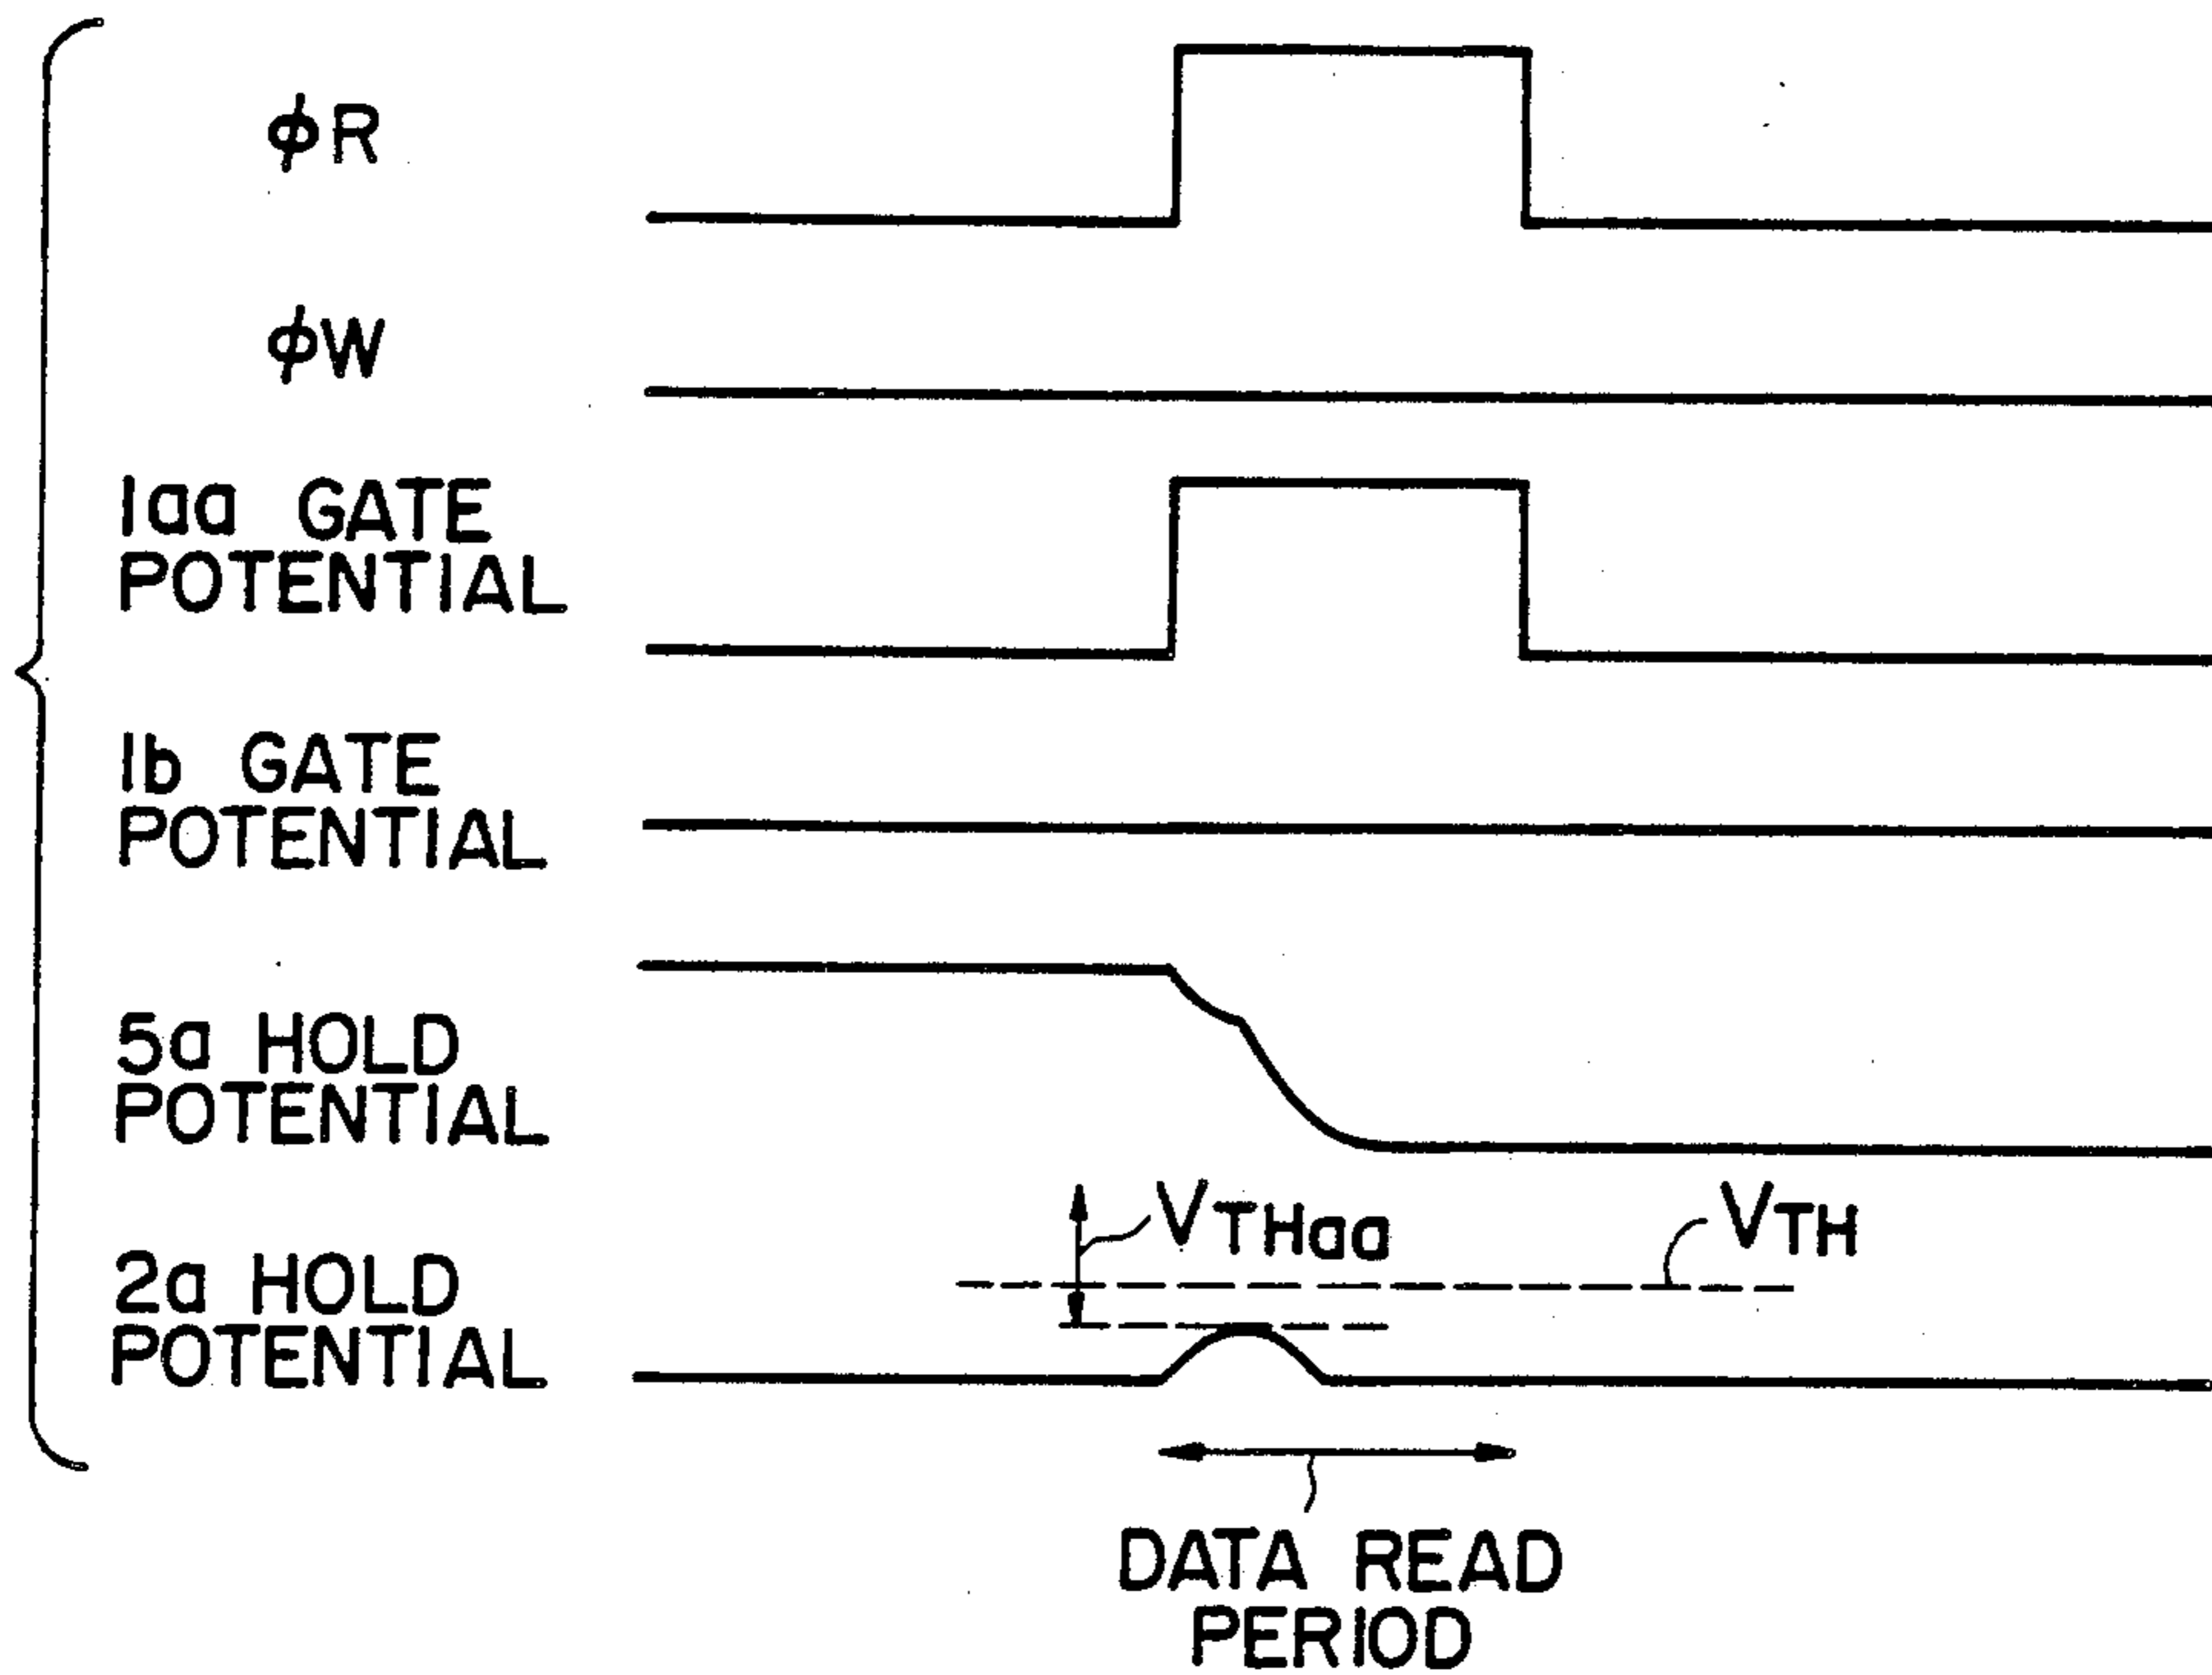 φR
φW
1aa GATE
POTENTIAL
1b GATE
POTENTIAL
5a HOLD
POTENTIAL
VTHaa
VTH
2a HOLD
POTENTIAL
DATA READ
PERIOD